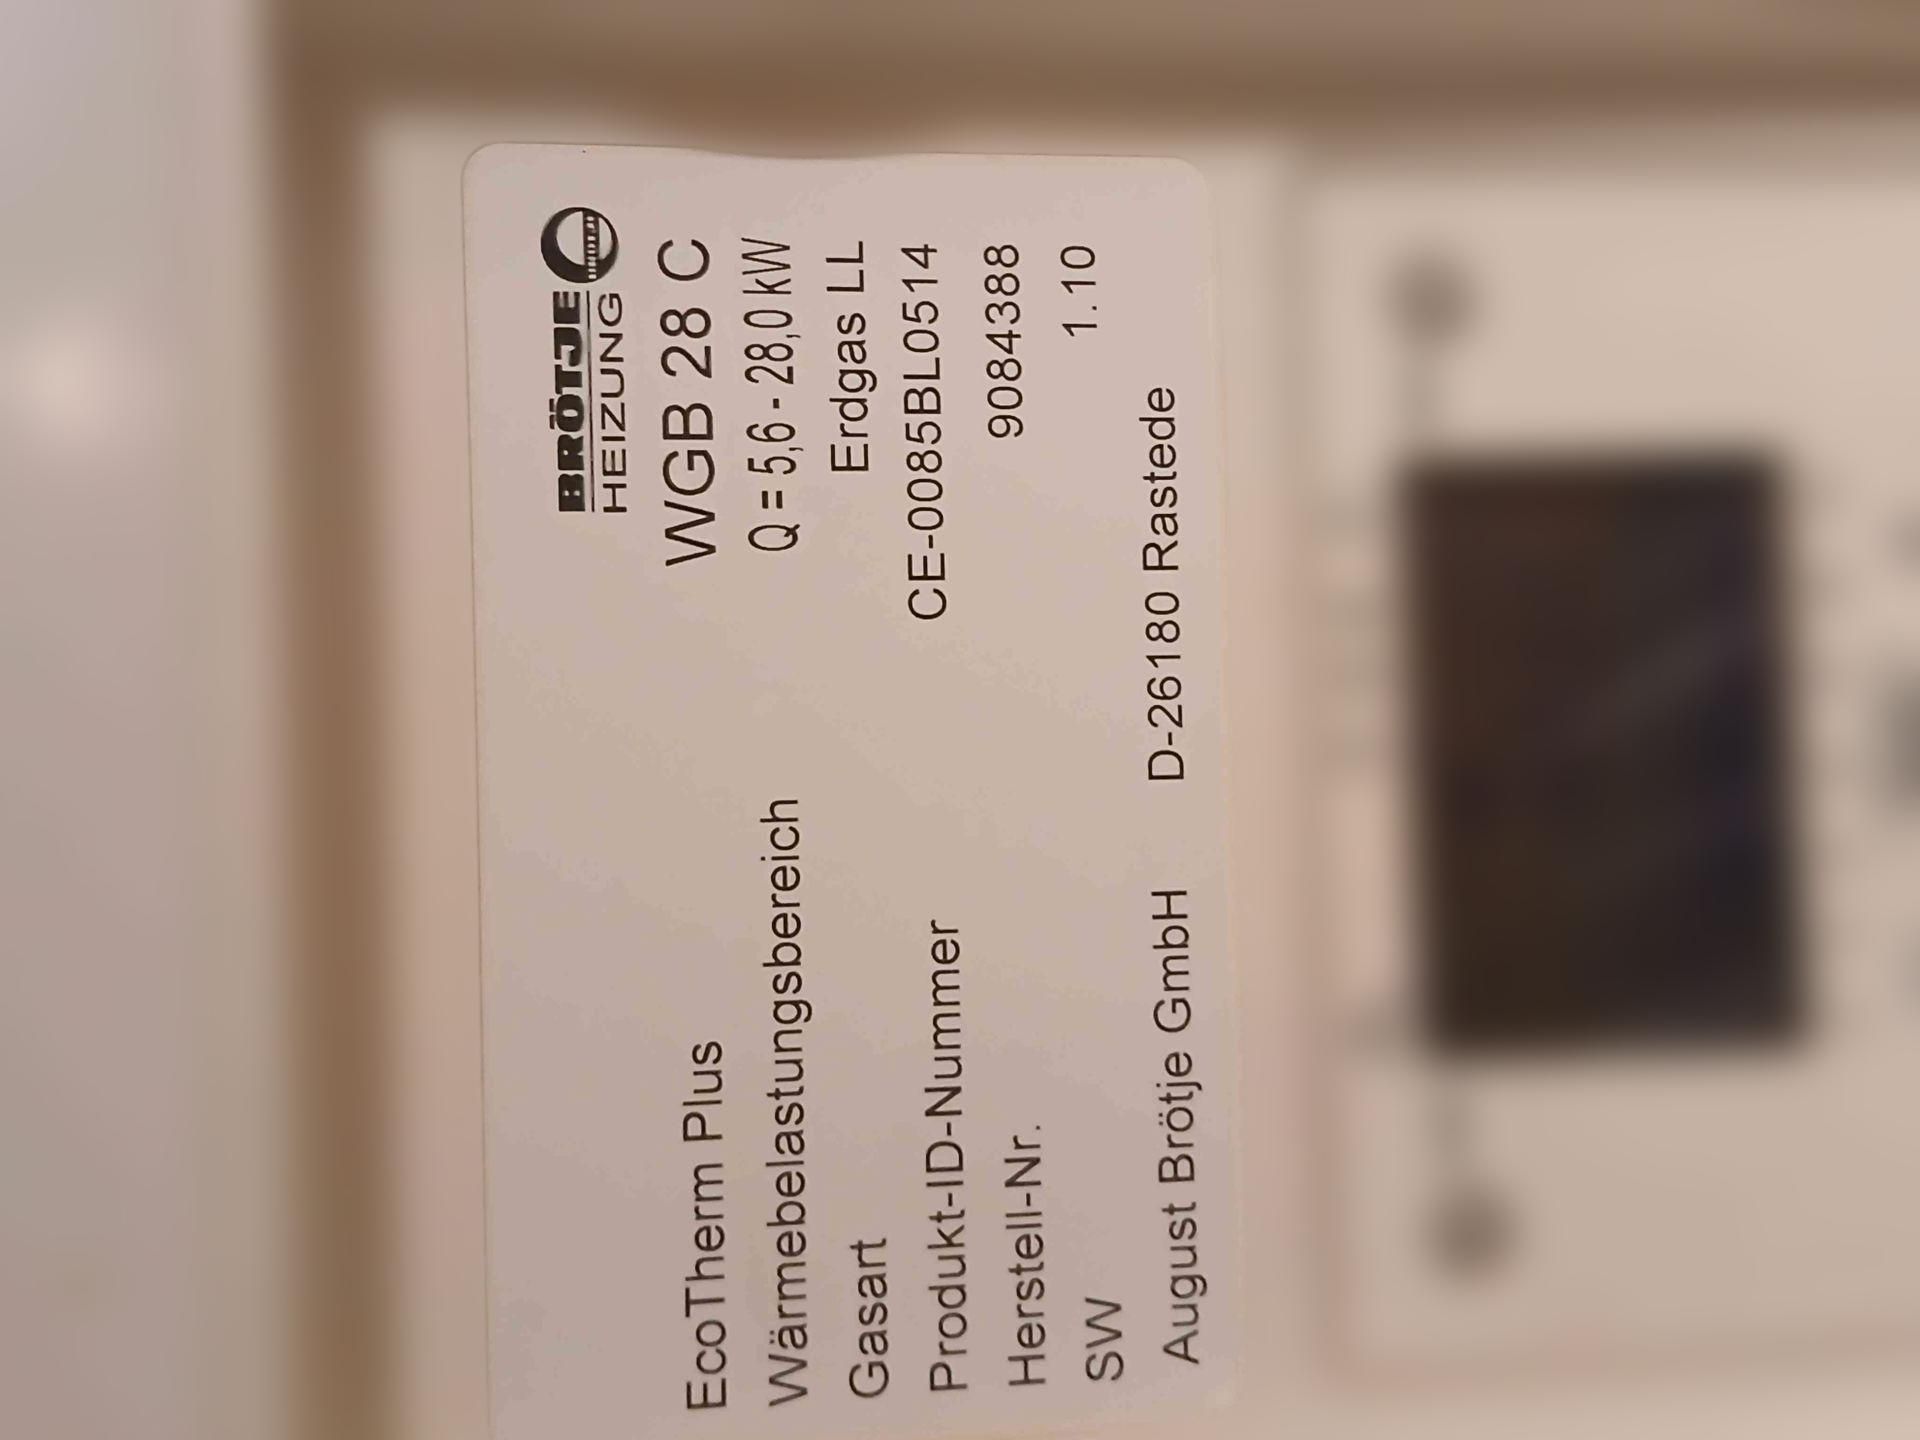 BRÖTJE
HEIZUNG
EcoTherm Plus WGB 28 C
Wärmebelastungsbereich Q = 5,6 - 28,0 kW
Gasart Erdgas LL
Produkt-ID-Nummer CE-0085BL0514
Herstell-Nr. 9084388
SW 1.10
August Brötje GmbH D-26180 Rastede